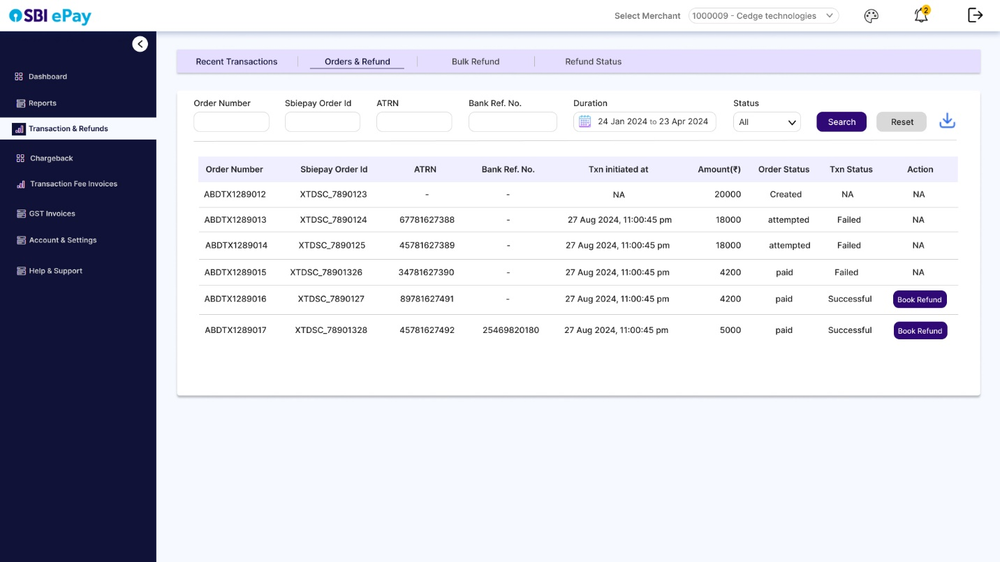 SBI ePay
Select Merchant 1000009 - Cedge technologies 2
Recent Transactions Orders & Refund Bulk Refund Refund Status
Dashboard
Reports
Transaction & Refunds
Chargeback
Transaction Fee Invoices
GST Invoices
Account & Settings
Help & Support
Order Number Sbiepay Order Id ATRN Bank Ref. No. Duration Status
24 Jan 2024 to 23 Apr 2024 All Search Reset
Order Number Sbiepay Order Id ATRN Bank Ref. No. Txn initiated at Amount(₹) Order Status Txn Status Action
ABDTX1289012 XTDSC_7890123 - - NA 20000 Created NA NA
ABDTX1289013 XTDSC_7890124 67781627388 - 27 Aug 2024, 11:00:45 pm 18000 attempted Failed NA
ABDTX1289014 XTDSC_7890125 45781627389 - 27 Aug 2024, 11:00:45 pm 18000 attempted Failed NA
ABDTX1289015 XTDSC_78901326 34781627390 - 27 Aug 2024, 11:00:45 pm 4200 paid Failed NA
ABDTX1289016 XTDSC_7890127 89781627491 - 27 Aug 2024, 11:00:45 pm 4200 paid Successful Book Refund
ABDTX1289017 XTDSC_78901328 45781627492 25469820180 27 Aug 2024, 11:00:45 pm 5000 paid Successful Book Refund